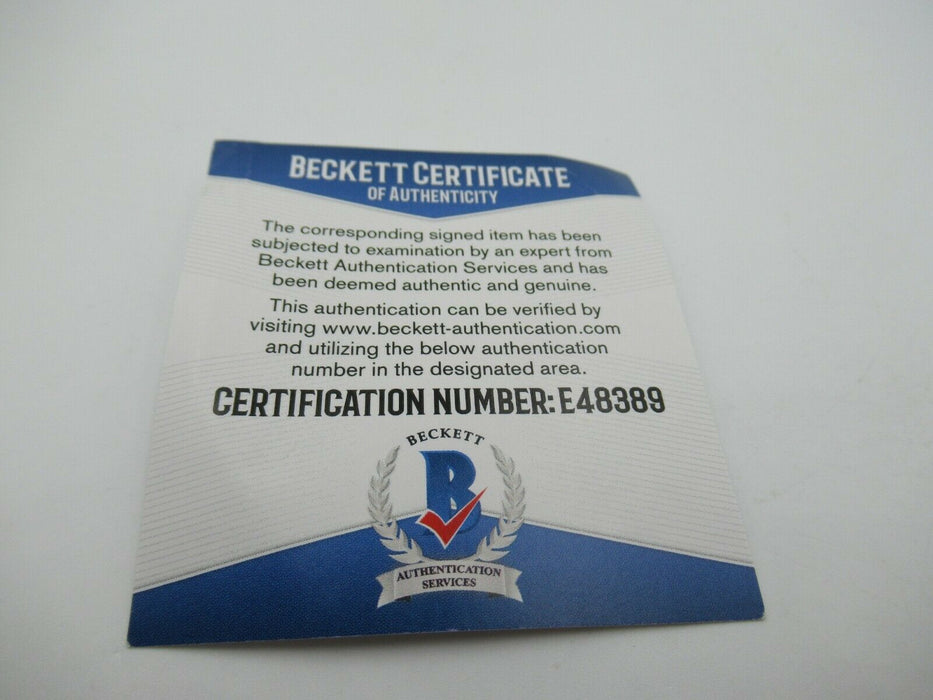 BECKETT CERTIFICATE
OF AUTHENTICITY
The corresponding signed item has been
subjected to examination by an expert from
Beckett Authentication Services and has
been deemed authentic and genuine.
This authentication can be verified by
visiting www.beckett-authentication.com
and utilizing the below authentication
number in the designated area.
CERTIFICATION NUMBER: E48389
BECKETT
B
AUTHENTICATION
SERVICES